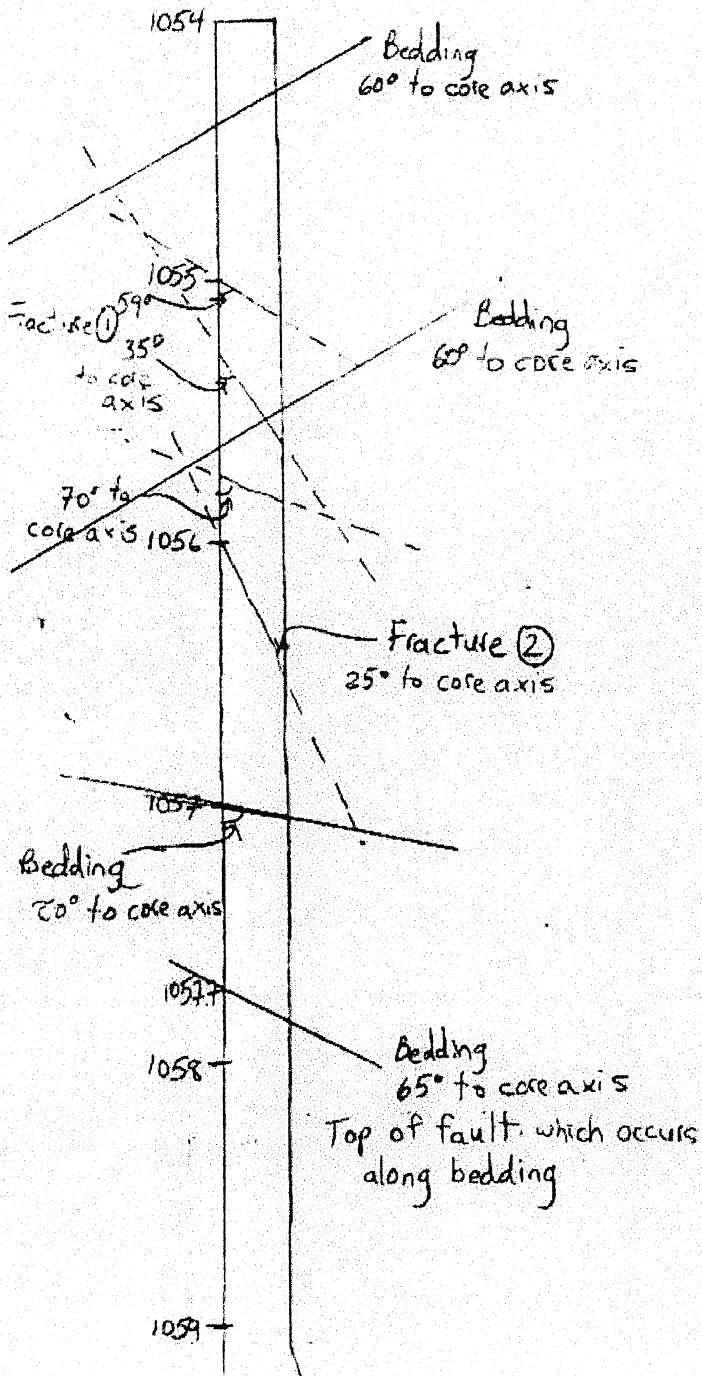 1054
Bedding
60° to core axis
1055
59°
①
35°
to core
axis
Bedding
60° to core axis
70° to
core axis
1056
Fracture ②
25° to core axis
1057
Bedding
to core axis
1057.7
1058
Bedding
65° to core axis
Top of fault, which occurs
along bedding
1059